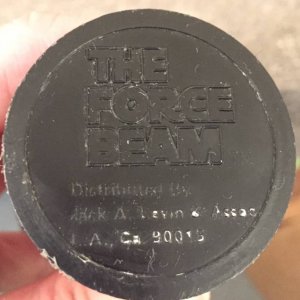 THE
FORCE
BEAM
Distributed By:
Jack A. Levin & Assoc
L.A., Ca 90015